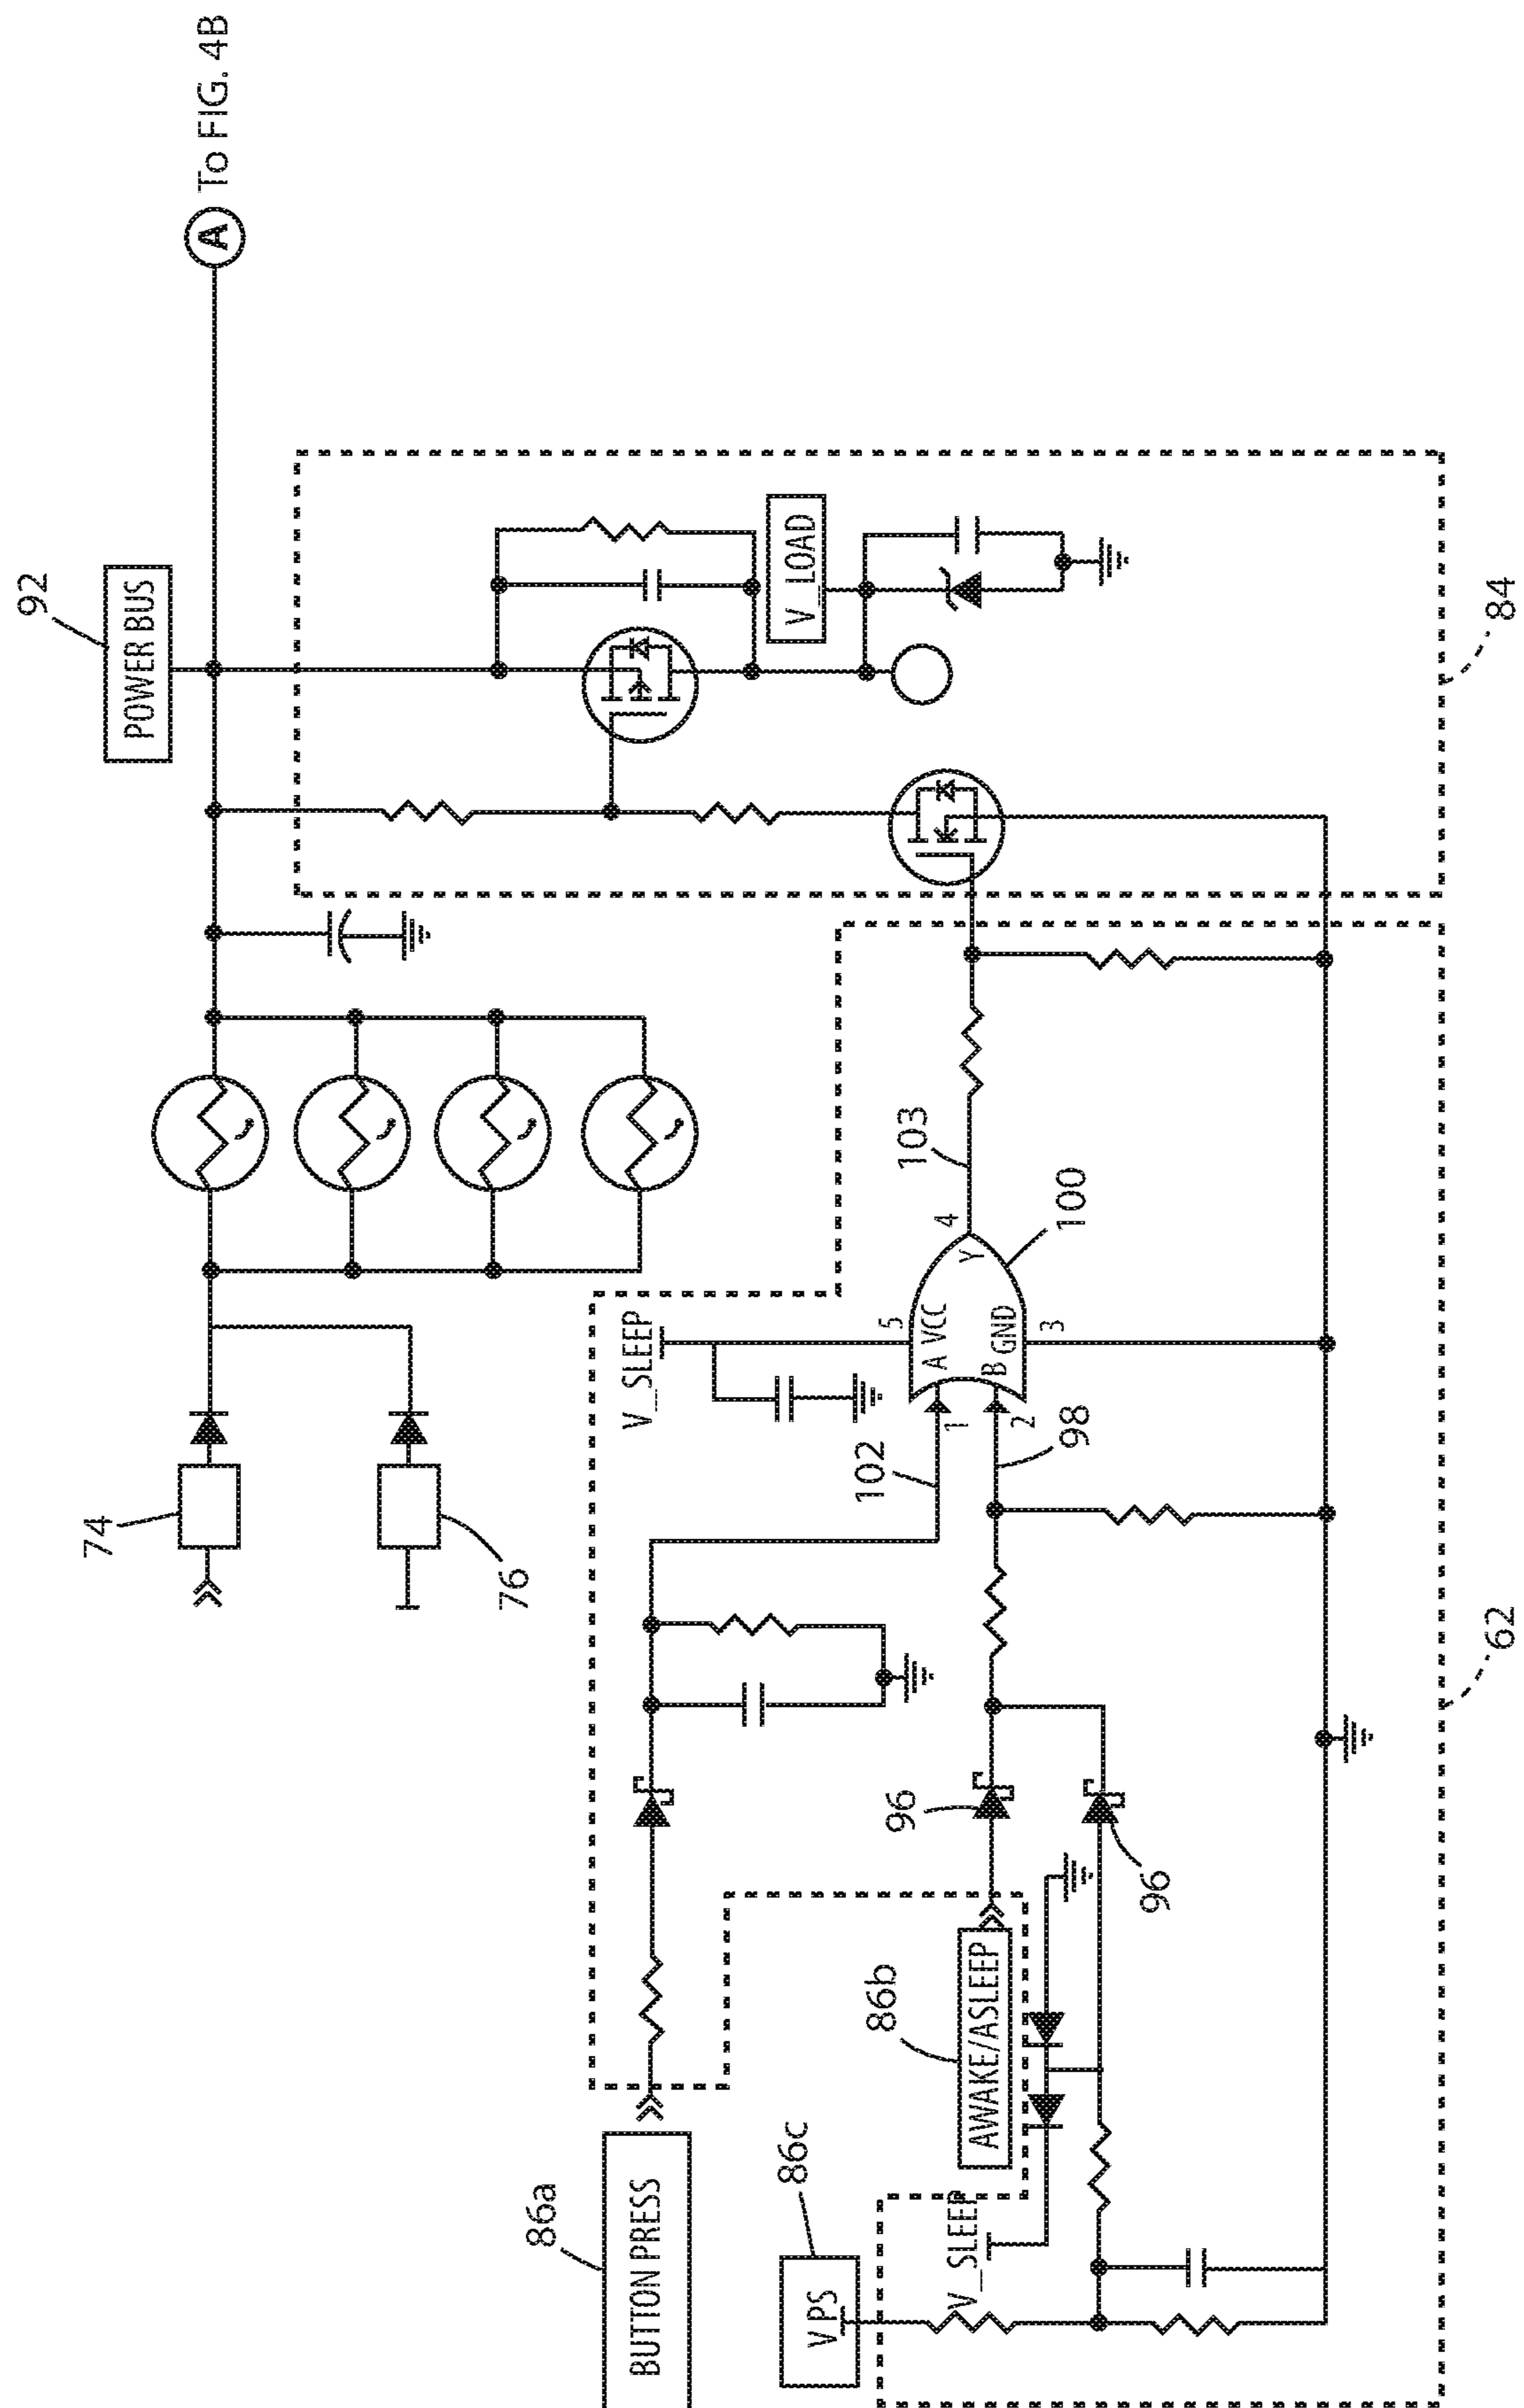 92
POWER BUS
A
To FIG. 4B
74
76
V_LOAD
84
V_SLEEP
5
A VCC
B GND
Y
4
3
1
2
100
103
102
98
96
96
86a
BUTTON PRESS
86b
AWAKE/ASLEEP
86c
V PS
V_SLEEP
62